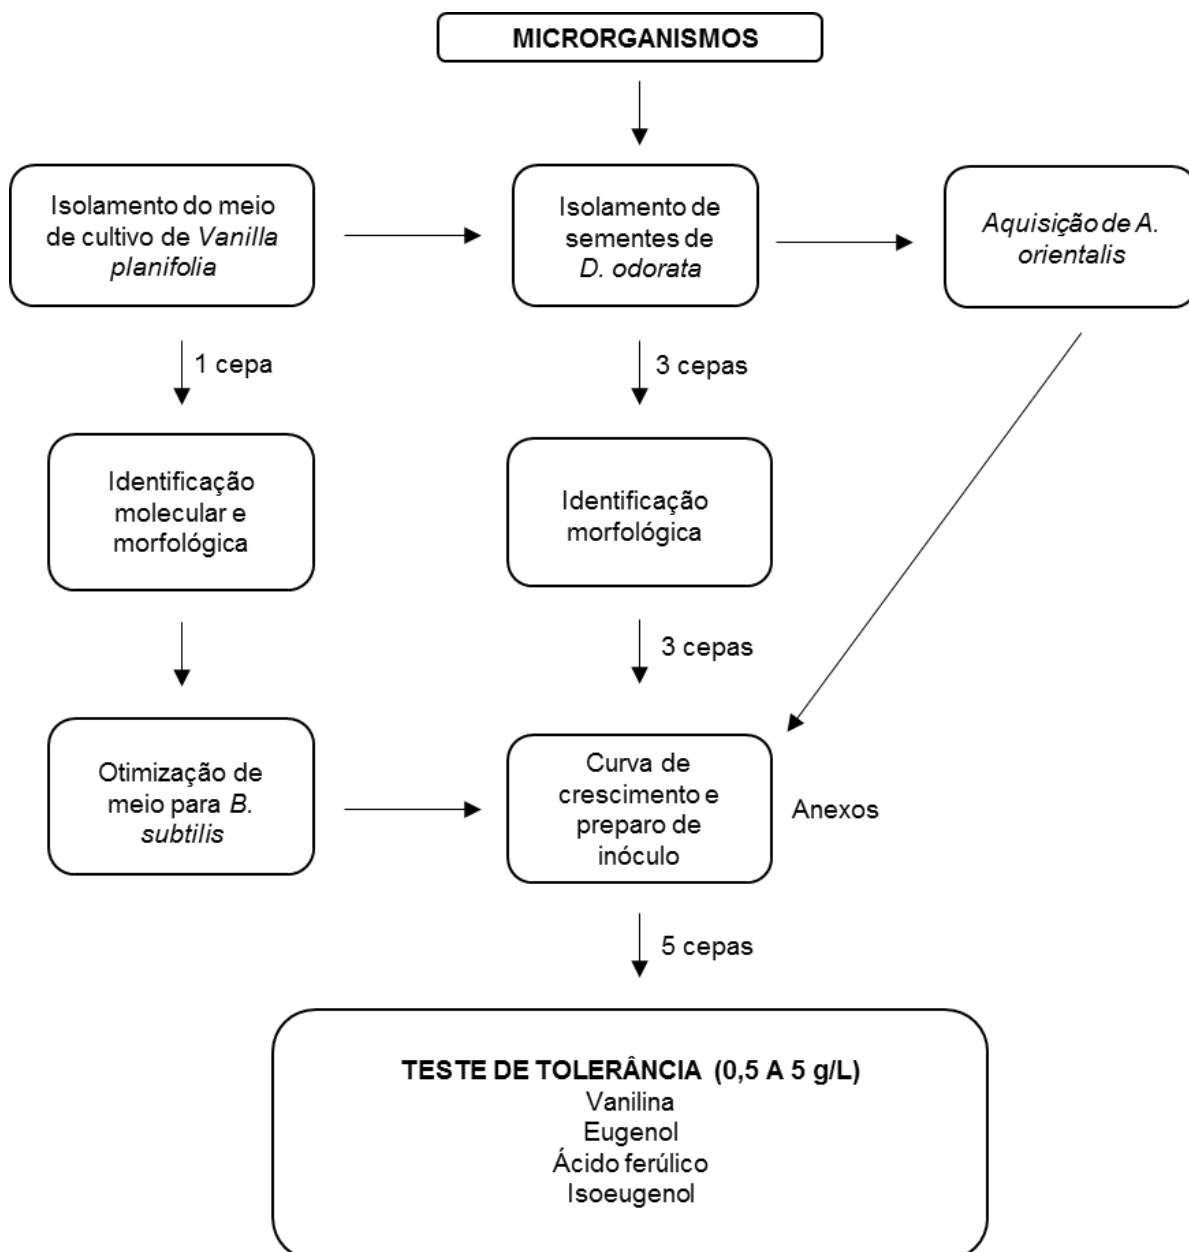 MICRORGANISMOS
Isolamento do meio
de cultivo de Vanilla
planifolia
Isolamento de
sementes de
D. odorata
Aquisição de A.
orientalis
1 cepa
3 cepas
Identificação
molecular e
morfológica
Identificação
morfológica
3 cepas
Otimização de
meio para B.
subtilis
Curva de
crescimento e
preparo de
inóculo
Anexos
5 cepas
TESTE DE TOLERÂNCIA (0,5 A 5 g/L)
Vanilina
Eugenol
Ácido ferúlico
Isoeugenol